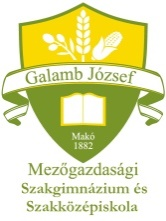 Galamb József
Makó
1882
Mezőgazdasági
Szakgimnázium és
Szakközépiskola